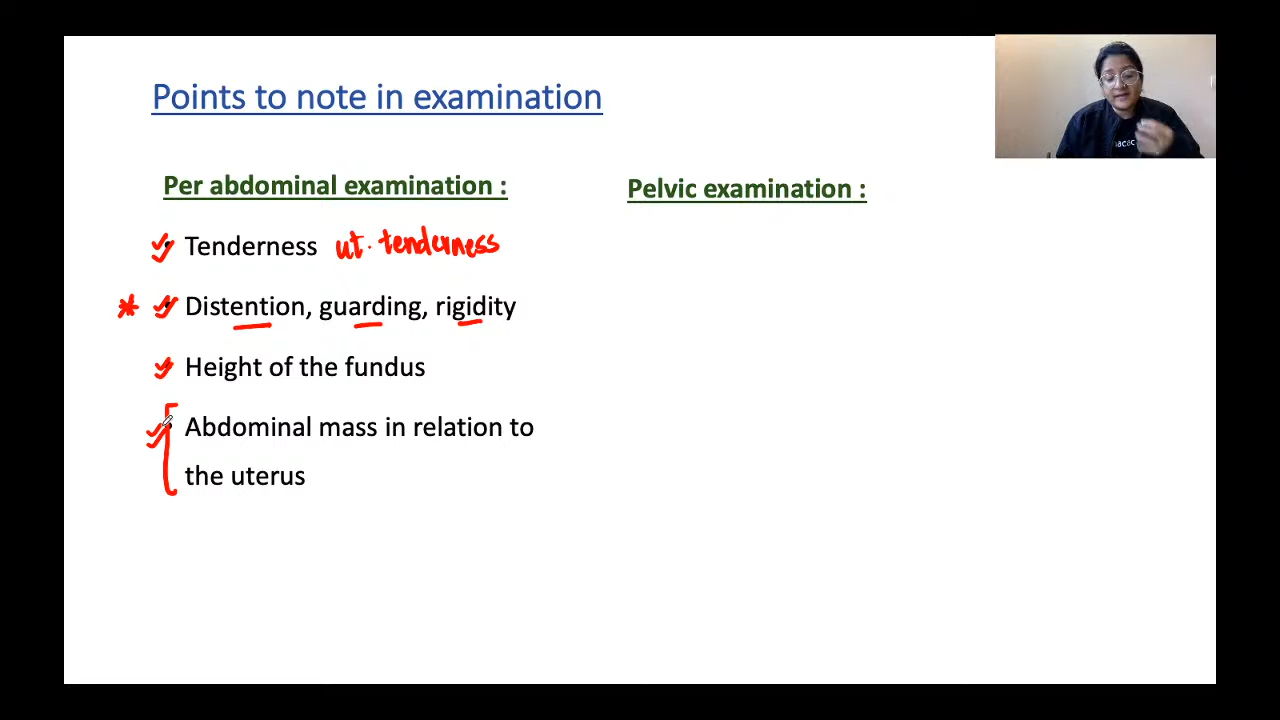 Points to note in examination
Per abdominal examination :
• Tenderness ut. tenderness
* • Distention, guarding, rigidity
• Height of the fundus
• Abdominal mass in relation to
the uterus
Pelvic examination :